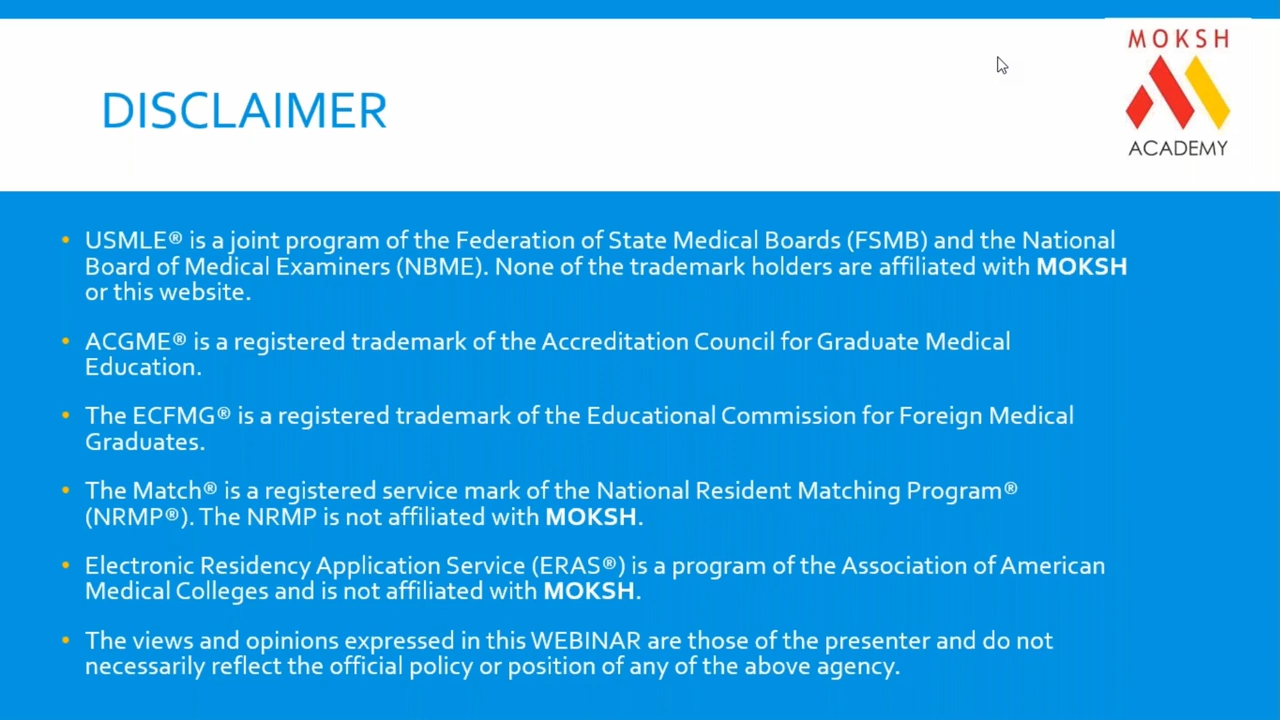 MOKSH
ACADEMY
DISCLAIMER
• USMLE® is a joint program of the Federation of State Medical Boards (FSMB) and the National
Board of Medical Examiners (NBME). None of the trademark holders are affiliated with MOKSH
or this website.
• ACGME® is a registered trademark of the Accreditation Council for Graduate Medical
Education.
• The ECFMG® is a registered trademark of the Educational Commission for Foreign Medical
Graduates.
• The Match® is a registered service mark of the National Resident Matching Program®
(NRMP®). The NRMP is not affiliated with MOKSH.
• Electronic Residency Application Service (ERAS®) is a program of the Association of American
Medical Colleges and is not affiliated with MOKSH.
• The views and opinions expressed in this WEBINAR are those of the presenter and do not
necessarily reflect the official policy or position of any of the above agency.